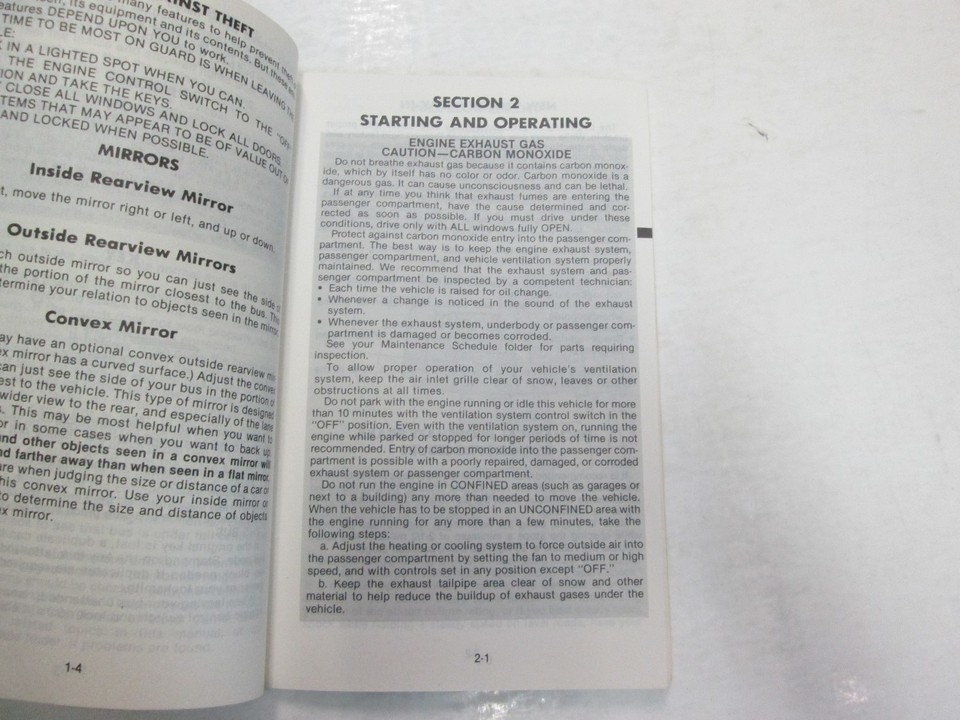 AGAINST THEFT
many features to help prevent
its equipment and its contents. But these
features DEPEND UPON YOU to work.
TIME TO BE MOST ON GUARD IS WHEN LEAVING THE
LE:
IN A LIGHTED SPOT WHEN YOU CAN.
THE ENGINE CONTROL SWITCH TO THE "OFF"
ION AND TAKE THE KEYS.
CLOSE ALL WINDOWS AND LOCK ALL DOORS.
TEMS THAT MAY APPEAR TO BE OF VALUE OUT OF
AND LOCKED WHEN POSSIBLE.
MIRRORS
Inside Rearview Mirror
t, move the mirror right or left, and up or down.
Outside Rearview Mirrors
ch outside mirror so you can just see the side of
the portion of the mirror closest to the bus. This
termine your relation to objects seen in the mirror
Convex Mirror
ay have an optional convex outside rearview mir
ex mirror has a curved surface.) Adjust the convex
can just see the side of your bus in the portion of
est to the vehicle. This type of mirror is designed
wider view to the rear, and especially of the lane
s. This may be most helpful when you want to
or in some cases when you want to back up.
and other objects seen in a convex mirror will
nd farther away than when seen in a flat mirror.
are when judging the size or distance of a car or
his convex mirror. Use your inside mirror or
to determine the size and distance of objects
ex mirror.
1-4
SECTION 2
STARTING AND OPERATING
ENGINE EXHAUST GAS
CAUTION—CARBON MONOXIDE
Do not breathe exhaust gas because it contains carbon monox-
ide, which by itself has no color or odor. Carbon monoxide is a
dangerous gas. It can cause unconsciousness and can be lethal.
If at any time you think that exhaust fumes are entering the
passenger compartment, have the cause determined and cor-
rected as soon as possible. If you must drive under these
conditions, drive only with ALL windows fully OPEN.
Protect against carbon monoxide entry into the passenger com-
partment. The best way is to keep the engine exhaust system,
passenger compartment, and vehicle ventilation system properly
maintained. We recommend that the exhaust system and pas-
senger compartment be inspected by a competent technician:
• Each time the vehicle is raised for oil change.
• Whenever a change is noticed in the sound of the exhaust
system.
• Whenever the exhaust system, underbody or passenger com-
partment is damaged or becomes corroded.
See your Maintenance Schedule folder for parts requiring
inspection.
To allow proper operation of your vehicle's ventilation
system, keep the air inlet grille clear of snow, leaves or other
obstructions at all times.
Do not park with the engine running or idle this vehicle for more
than 10 minutes with the ventilation system control switch in the
"OFF" position. Even with the ventilation system on, running the
engine while parked or stopped for longer periods of time is not
recommended. Entry of carbon monoxide into the passenger com-
partment is possible with a poorly repaired, damaged, or corroded
exhaust system or passenger compartment.
Do not run the engine in CONFINED areas (such as garages or
next to a building) any more than needed to move the vehicle.
When the vehicle has to be stopped in an UNCONFINED area with
the engine running for any more than a few minutes, take the
following steps:
a. Adjust the heating or cooling system to force outside air into
the passenger compartment by setting the fan to medium or high
speed, and with controls set in any position except "OFF."
b. Keep the exhaust tailpipe area clear of snow and other
material to help reduce the buildup of exhaust gases under the
vehicle.
2-1